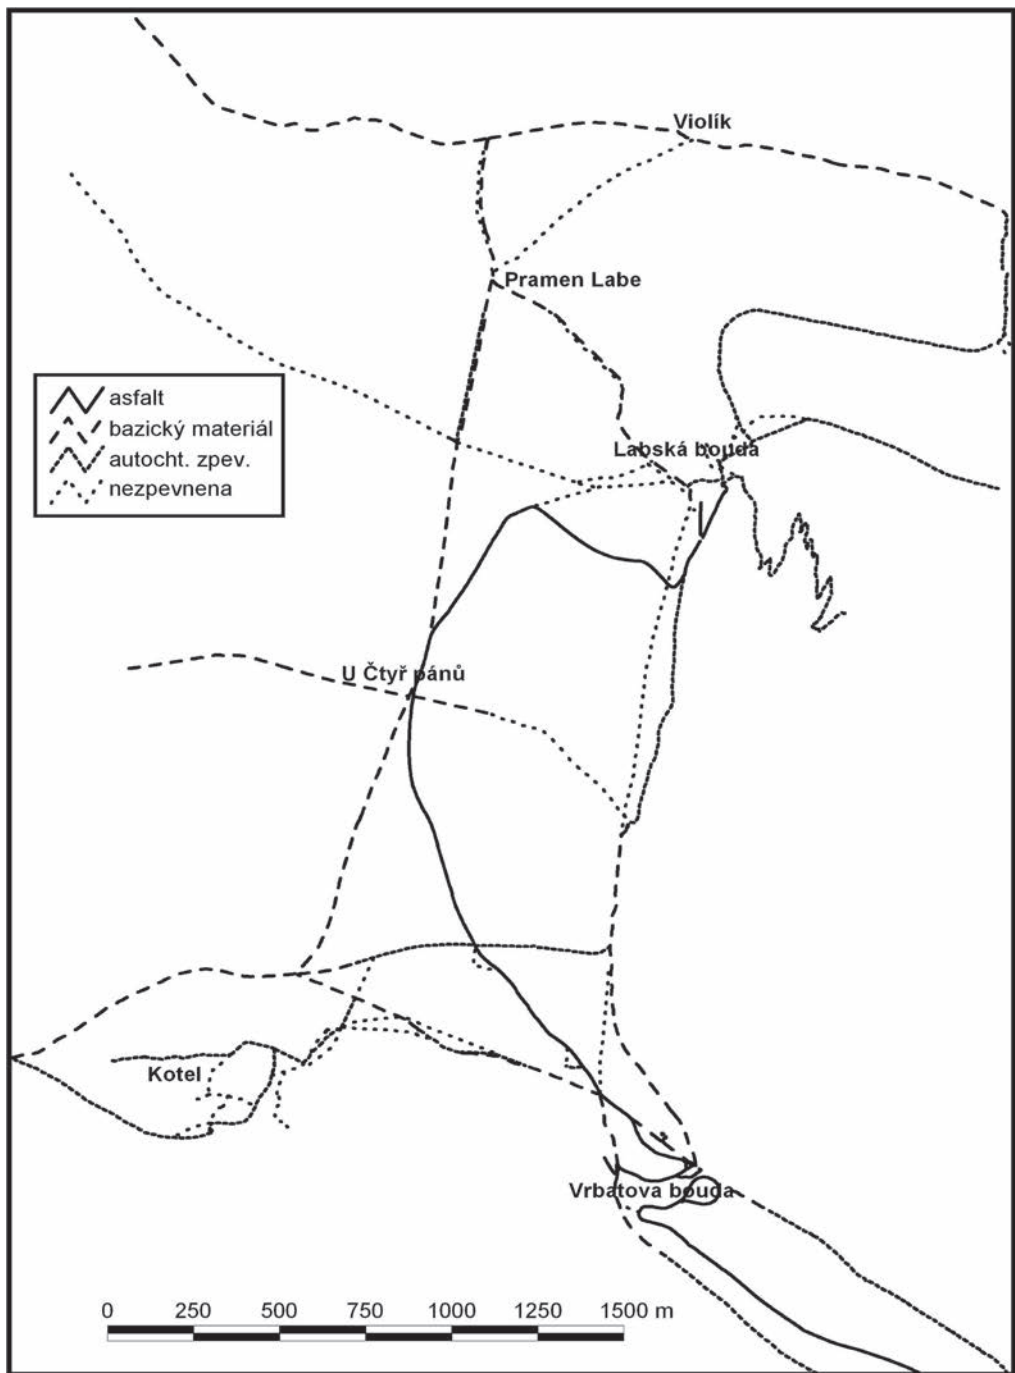 Violík
Pramen Labe
asfalt
bazický materiál
autocht. zpev.
nezpevnena
Labská bouda
U Čtyř pánů
Kotel
Vrbatova bouda
0 250 500 750 1000 1250 1500 m